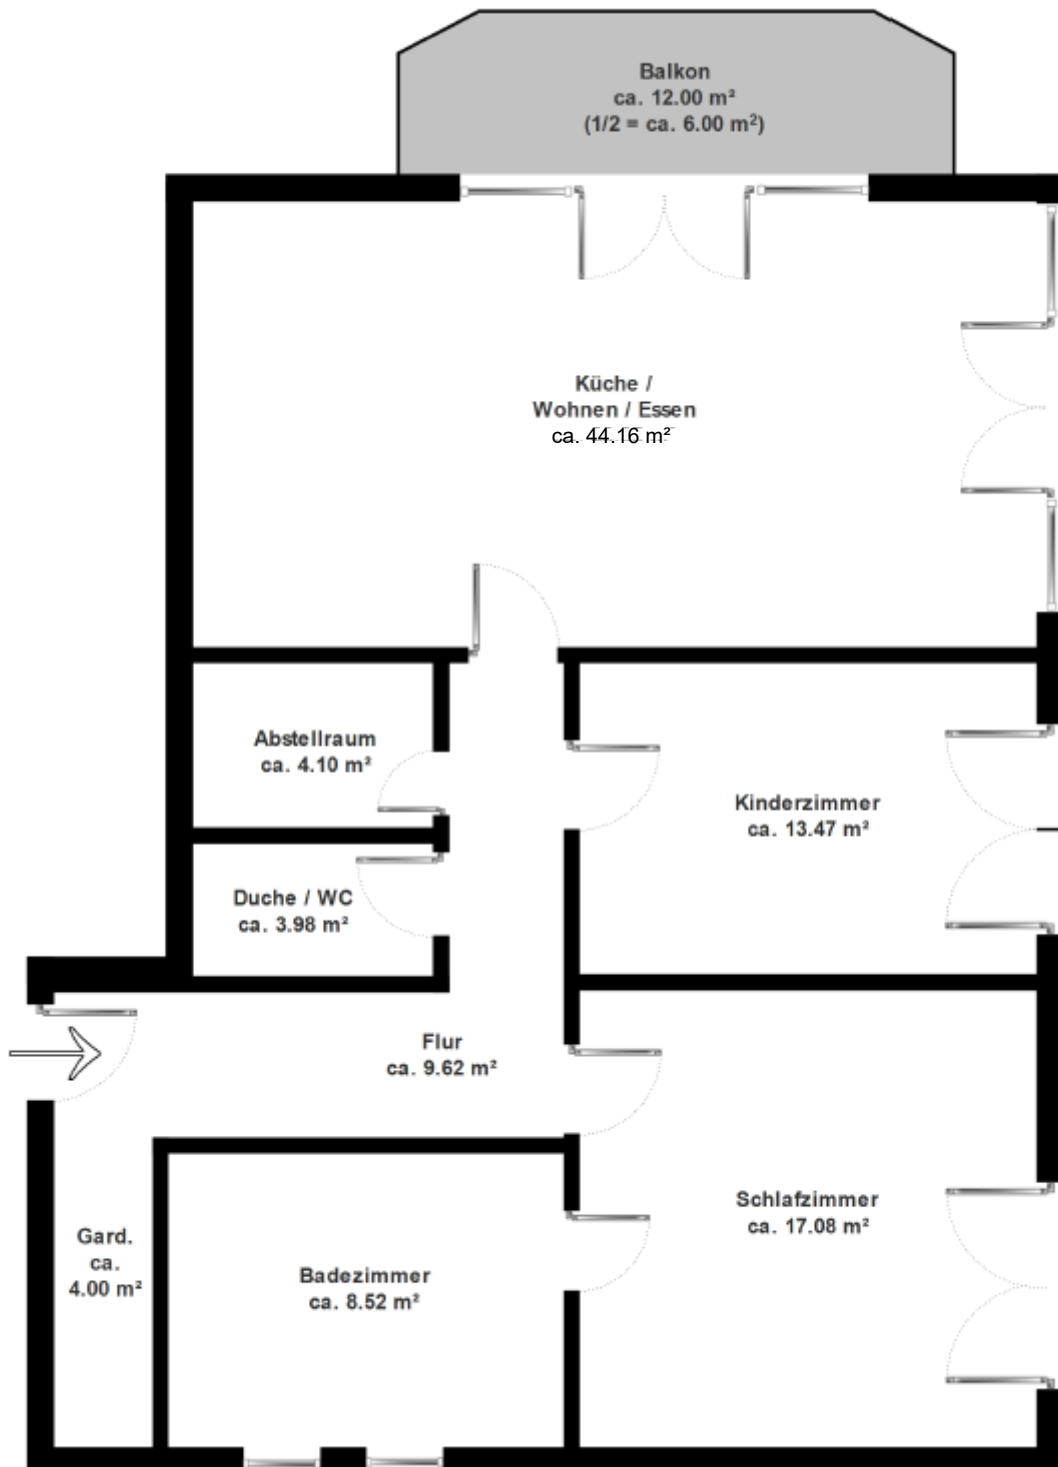 Balkon
ca. 12.00 m²
(1/2 = ca. 6.00 m²)
Küche /
Wohnen / Essen
ca. 44.16 m²
Abstellraum
ca. 4.10 m²
Kinderzimmer
ca. 13.47 m²
Duche / WC
ca. 3.98 m²
Flur
ca. 9.62 m²
Schlafzimmer
ca. 17.08 m²
Gard.
ca.
4.00 m²
Badezimmer
ca. 8.52 m²